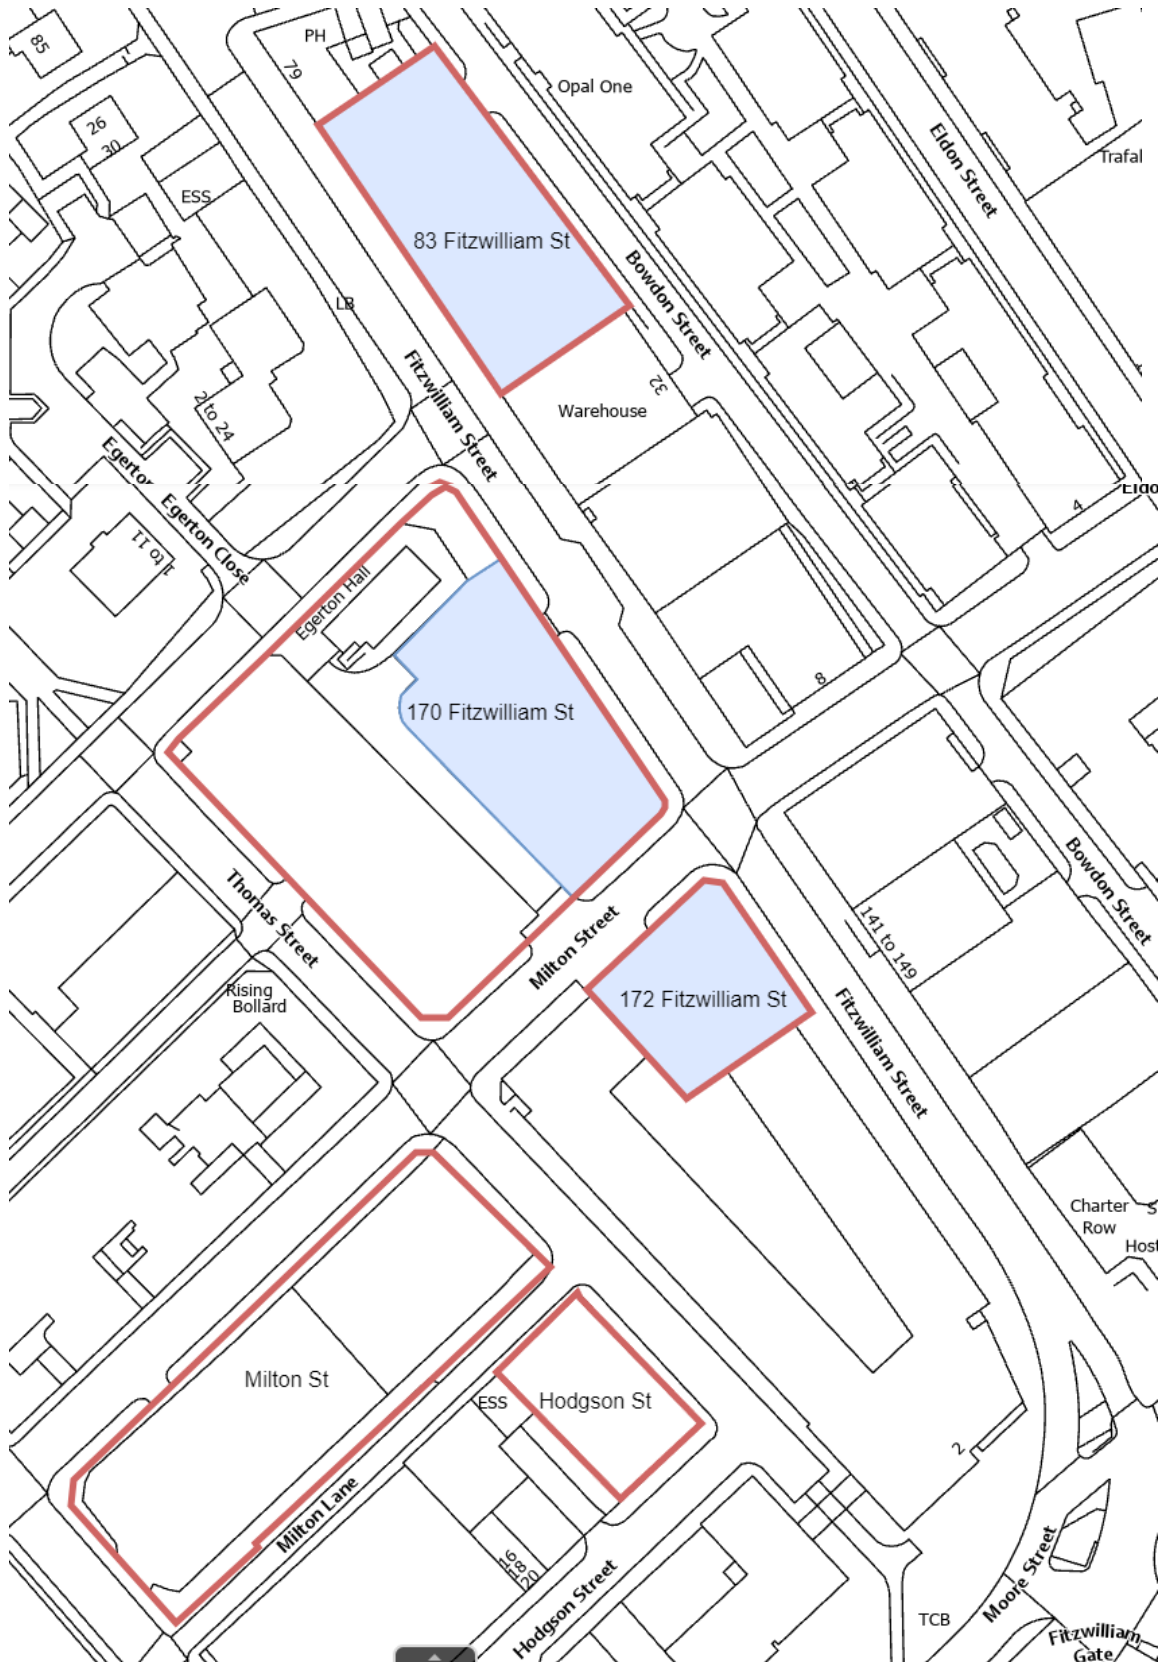 85
PH
79
Opal One
26
30
Eldon Street
Trafal
ESS
83 Fitzwilliam St
LB
Bowdon Street
Fitzwilliam Street
32
Warehouse
2 to 24
Egerton
Egerton Close
4
Eldo
1 to 11
Egerton Hall
8
170 Fitzwilliam St
Thomas Street
Milton Street
Bowdon Street
141 to 149
Rising
Bollard
172 Fitzwilliam St
Fitzwilliam Street
Charter
Row
S
Host
Milton St
ESS
Hodgson St
2
Milton Lane
16
18
20
Hodgson Street
Moore Street
TCB
Fitzwilliam
Gate